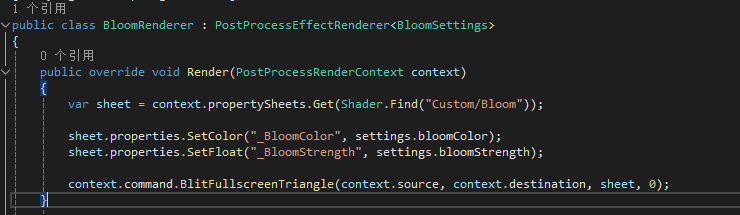 1 个引用
public class BloomRenderer : PostProcessEffectRenderer<BloomSettings>
{
0 个引用
public override void Render(PostProcessRenderContext context)
{
var sheet = context.propertySheets.Get(Shader.Find("Custom/Bloom"));
sheet.properties.SetColor("_BloomColor", settings.bloomColor);
sheet.properties.SetFloat("_BloomStrength", settings.bloomStrength);
context.command.BlitFullscreenTriangle(context.source, context.destination, sheet, 0);
}